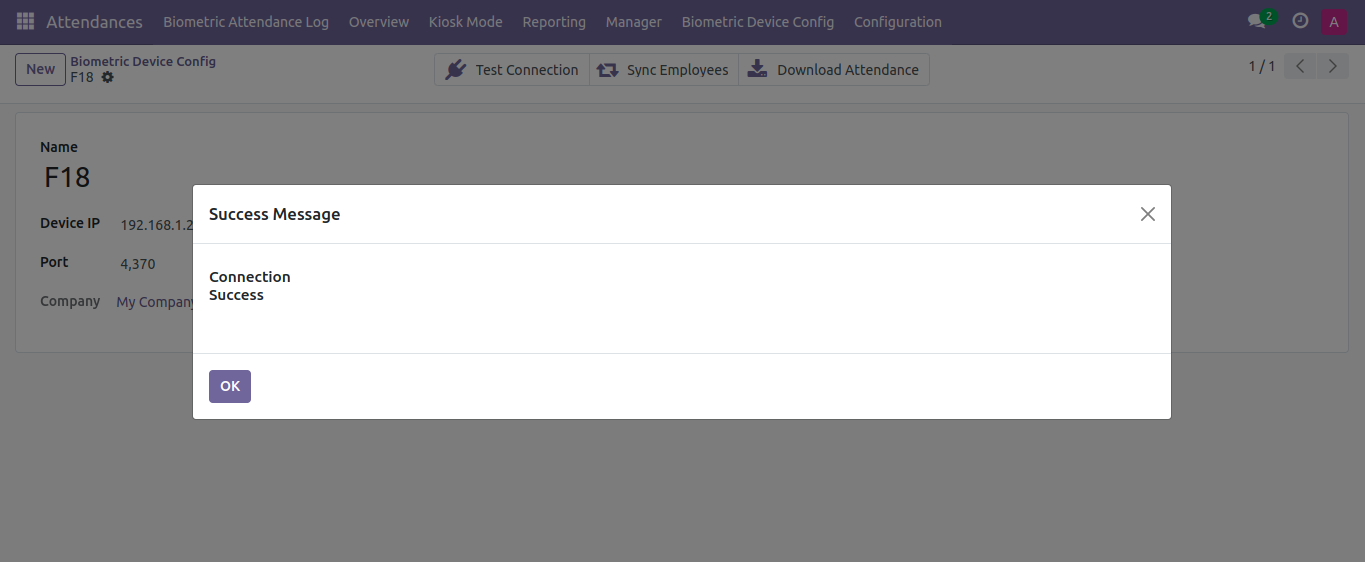 Attendances Biometric Attendance Log Overview Kiosk Mode Reporting Manager Biometric Device Config Configuration 2 A
New Biometric Device Config
F18
Test Connection Sync Employees Download Attendance 1 / 1
Name
F18
Success Message
Device IP 192.168.1.2
Port 4,370
Connection
Success
Company My Company
OK